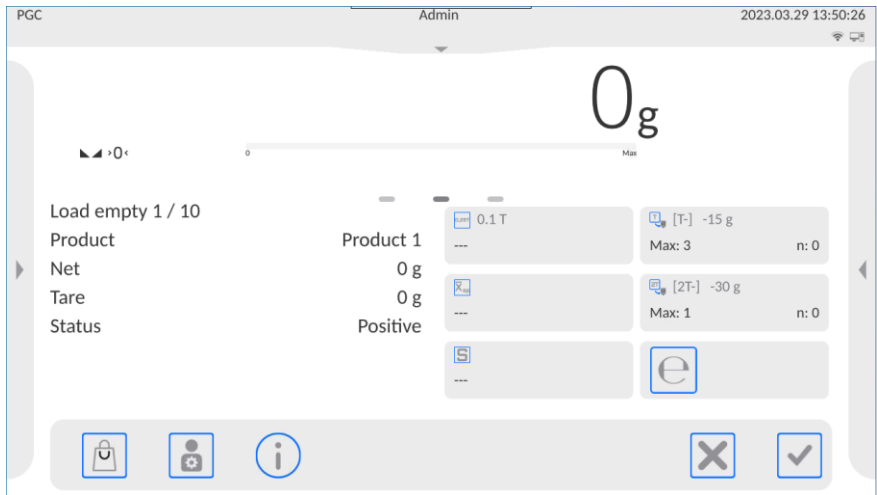 PGC Admin 2023.03.29 13:50:26
0g
›0‹ 0 Max
Load empty 1 / 10
Product Product 1
Net 0 g
Tare 0 g
Status Positive
0.1 T
---
[T-] -15 g
Max: 3 n: 0
---
[2T-] -30 g
Max: 1 n: 0
S
---
e